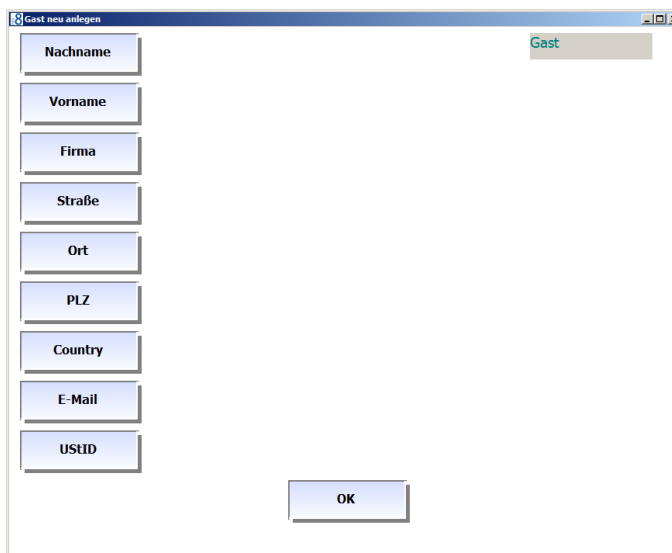 Gast neu anlegen
Nachname
Gast
Vorname
Firma
Straße
Ort
PLZ
Country
E-Mail
UStID
OK